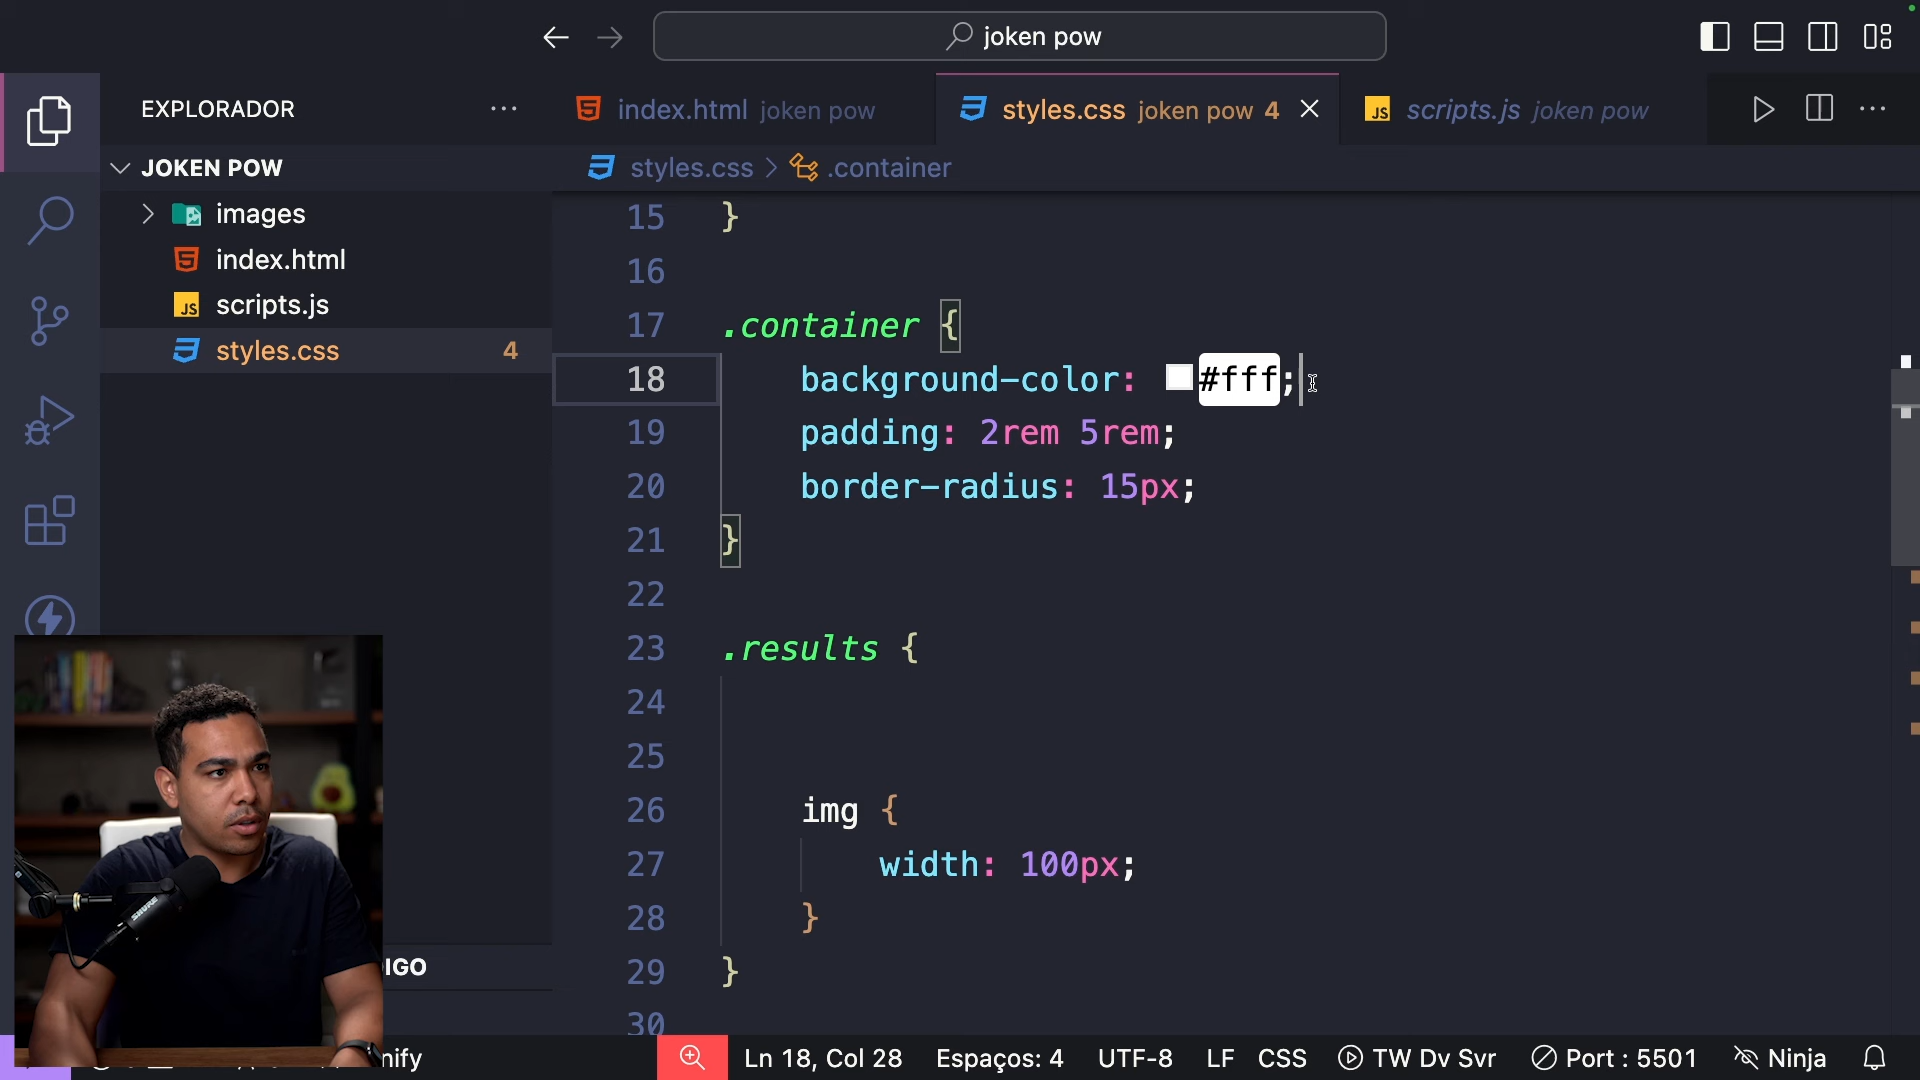 joken pow
EXPLORADOR
index.html joken pow
styles.css joken pow 4
JS scripts.js joken pow
JOKEN POW
styles.css > .container
images
index.html
JS scripts.js
styles.css 4
15 }
16
17 .container {
18 background-color: #fff;
19 padding: 2rem 5rem;
20 border-radius: 15px;
21 }
22
23 .results {
24
25
26 img {
27 width: 100px;
28 }
29 }
30
IGO
nify
Ln 18, Col 28
Espaços: 4
UTF-8
LF
CSS
TW Dv Svr
Port : 5501
Ninja
SHURE